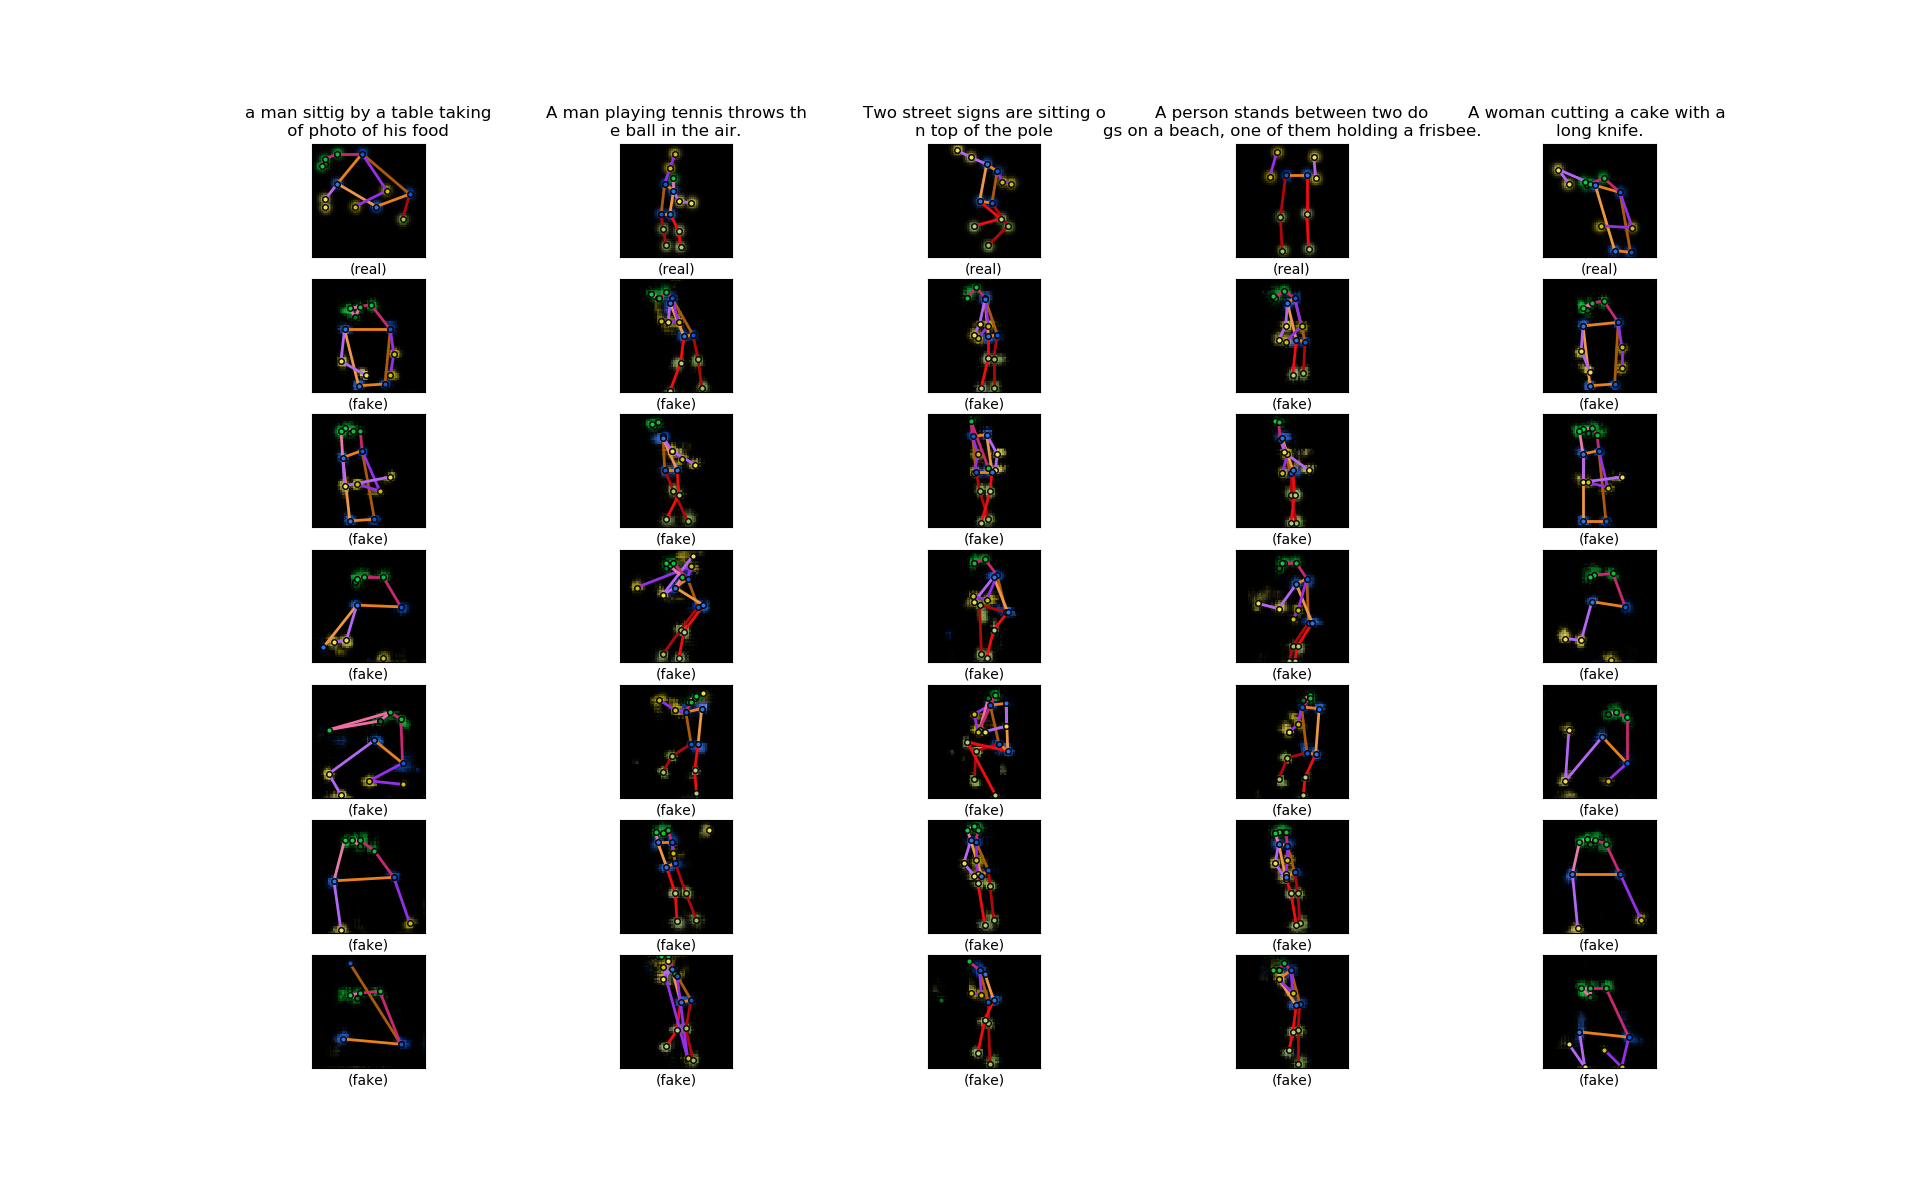 a man sittig by a table taking
of photo of his food
A man playing tennis throws th
e ball in the air.
Two street signs are sitting o
n top of the pole
A person stands between two do
gs on a beach, one of them holding a frisbee.
A woman cutting a cake with a
long knife.
(real) (real) (real) (real) (real)
(fake) (fake) (fake) (fake) (fake)
(fake) (fake) (fake) (fake) (fake)
(fake) (fake) (fake) (fake) (fake)
(fake) (fake) (fake) (fake) (fake)
(fake) (fake) (fake) (fake) (fake)
(fake) (fake) (fake) (fake) (fake)